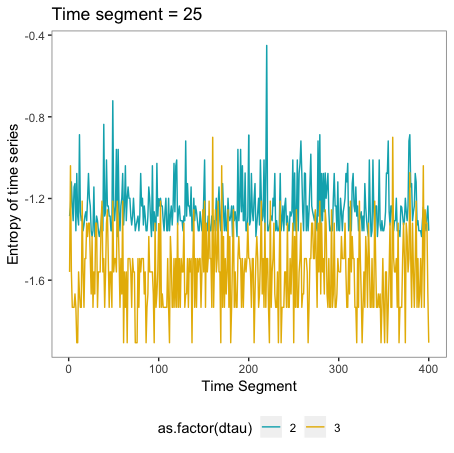 Time segment = 25
Entropy of time series
-0.4
-0.8
-1.2
-1.6
0 100 200 300 400
Time Segment
as.factor(dtau) 2 3